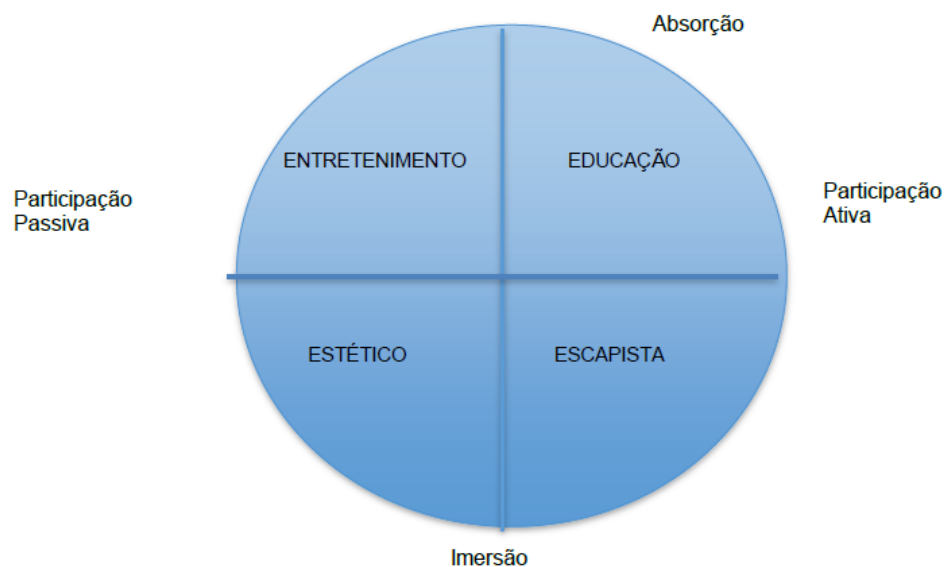 Absorção
ENTRETENIMENTO
EDUCAÇÃO
Participação
Passiva
Participação
Ativa
ESTÉTICO
ESCAPISTA
Imersão